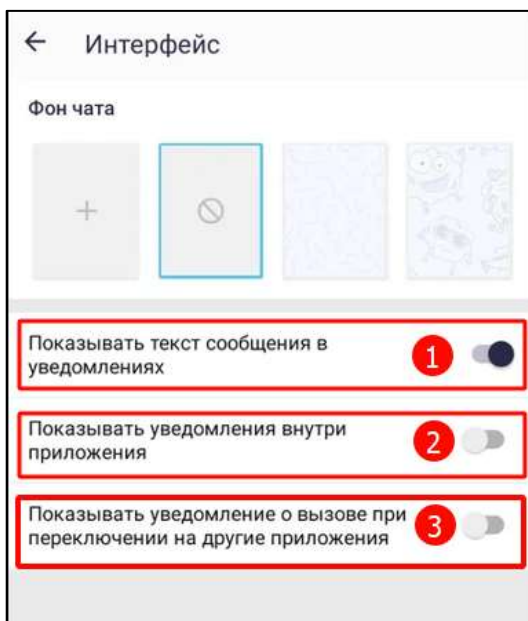 Интерфейс
Фон чата
Показывать текст сообщения в
уведомлениях
1
Показывать уведомления внутри
приложения
2
Показывать уведомление о вызове при
переключении на другие приложения
3